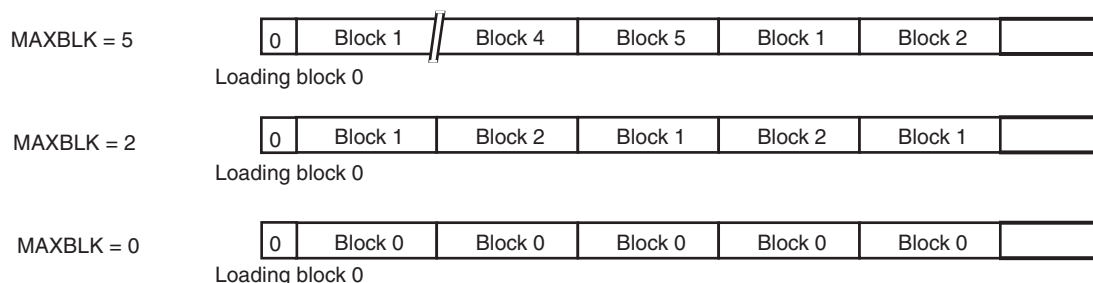 MAXBLK = 5 0 Block 1 Block 4 Block 5 Block 1 Block 2
Loading block 0
MAXBLK = 2 0 Block 1 Block 2 Block 1 Block 2 Block 1
Loading block 0
MAXBLK = 0 0 Block 0 Block 0 Block 0 Block 0 Block 0
Loading block 0